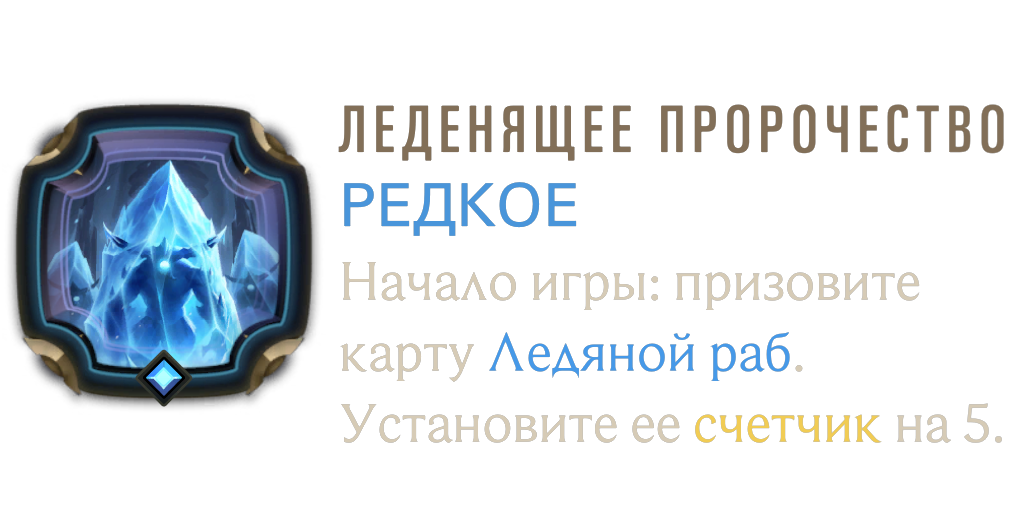 ЛЕДЕНЯЩЕЕ ПРОРОЧЕСТВО
РЕДКОЕ
Начало игры: призовите
карту Ледяной раб.
Установите ее счетчик на 5.